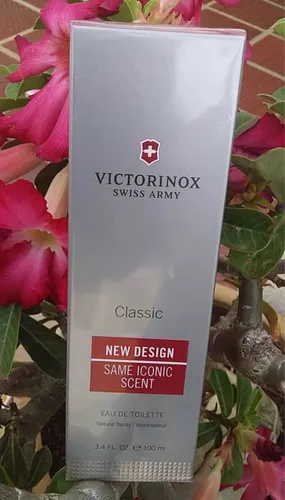 VICTORINOX
SWISS ARMY
Classic
NEW DESIGN
SAME ICONIC
SCENT
EAU DE TOILETTE
Natural Spray / Vaporisateur
3.4 FL. OZ. ℮ 100 ml